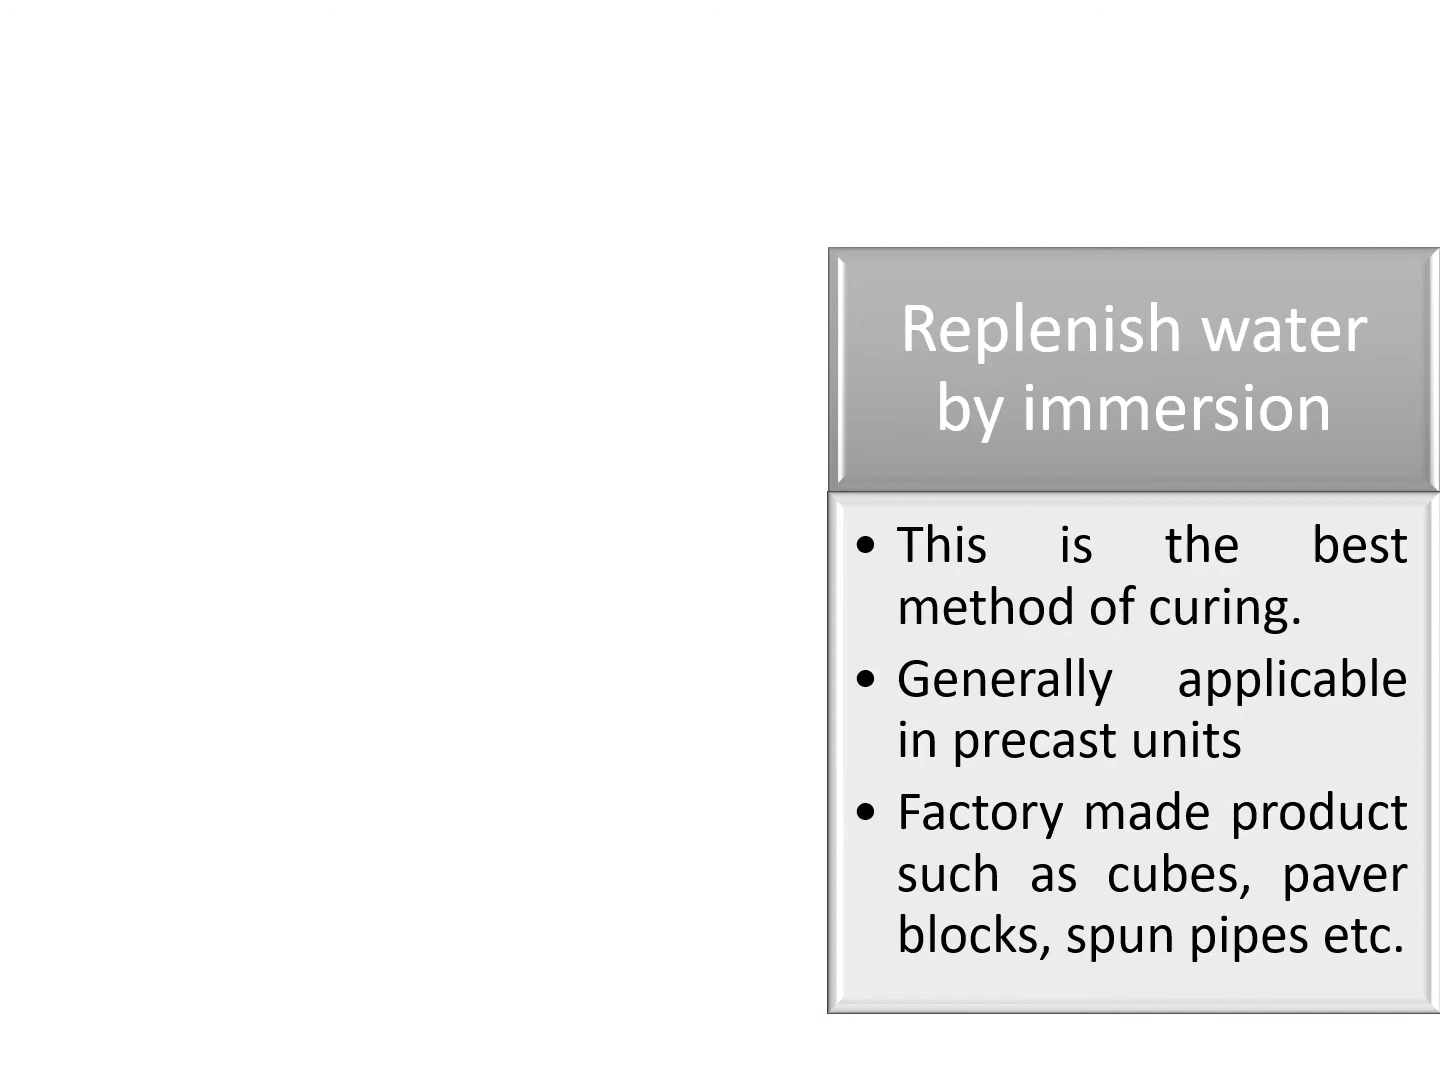 Replenish water
by immersion
• This is the best
method of curing.
• Generally applicable
in precast units
• Factory made product
such as cubes, paver
blocks, spun pipes etc.